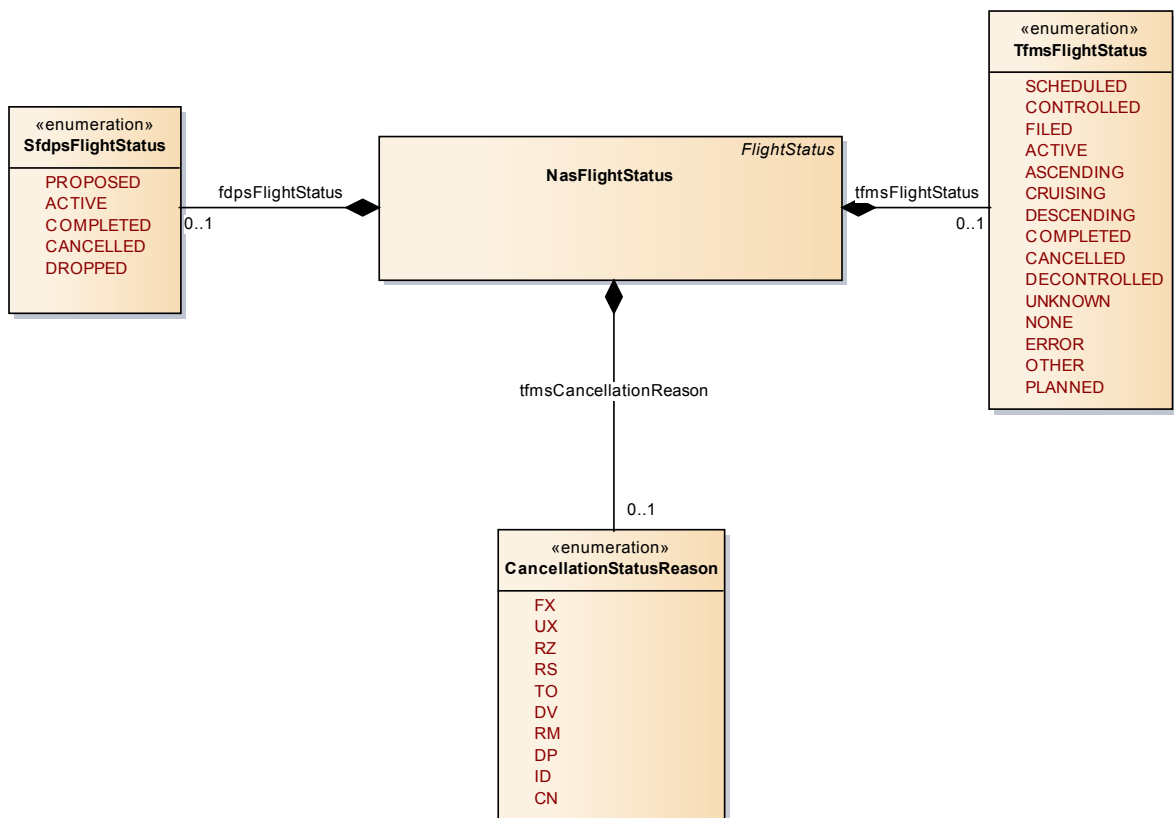 «enumeration»
SfdpsFlightStatus
PROPOSED
ACTIVE
COMPLETED
CANCELLED
DROPPED
fdpsFlightStatus
0..1
FlightStatus
NasFlightStatus
tfmsFlightStatus
0..1
«enumeration»
TfmsFlightStatus
SCHEDULED
CONTROLLED
FILED
ACTIVE
ASCENDING
CRUISING
DESCENDING
COMPLETED
CANCELLED
DECONTROLLED
UNKNOWN
NONE
ERROR
OTHER
PLANNED
tfmsCancellationReason
0..1
«enumeration»
CancellationStatusReason
FX
UX
RZ
RS
TO
DV
RM
DP
ID
CN